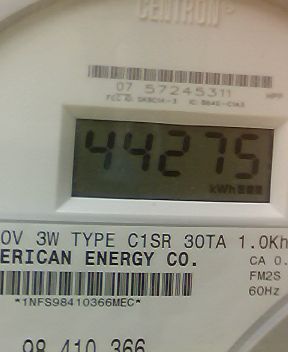 CENTRON®
07 57245311
44275
kWh
0V 3W TYPE C1SR 30TA 1.0Kh
ERICAN ENERGY CO.
CA 0.
FM2S
*1NFS98410366MEC*
60Hz
98 410 366